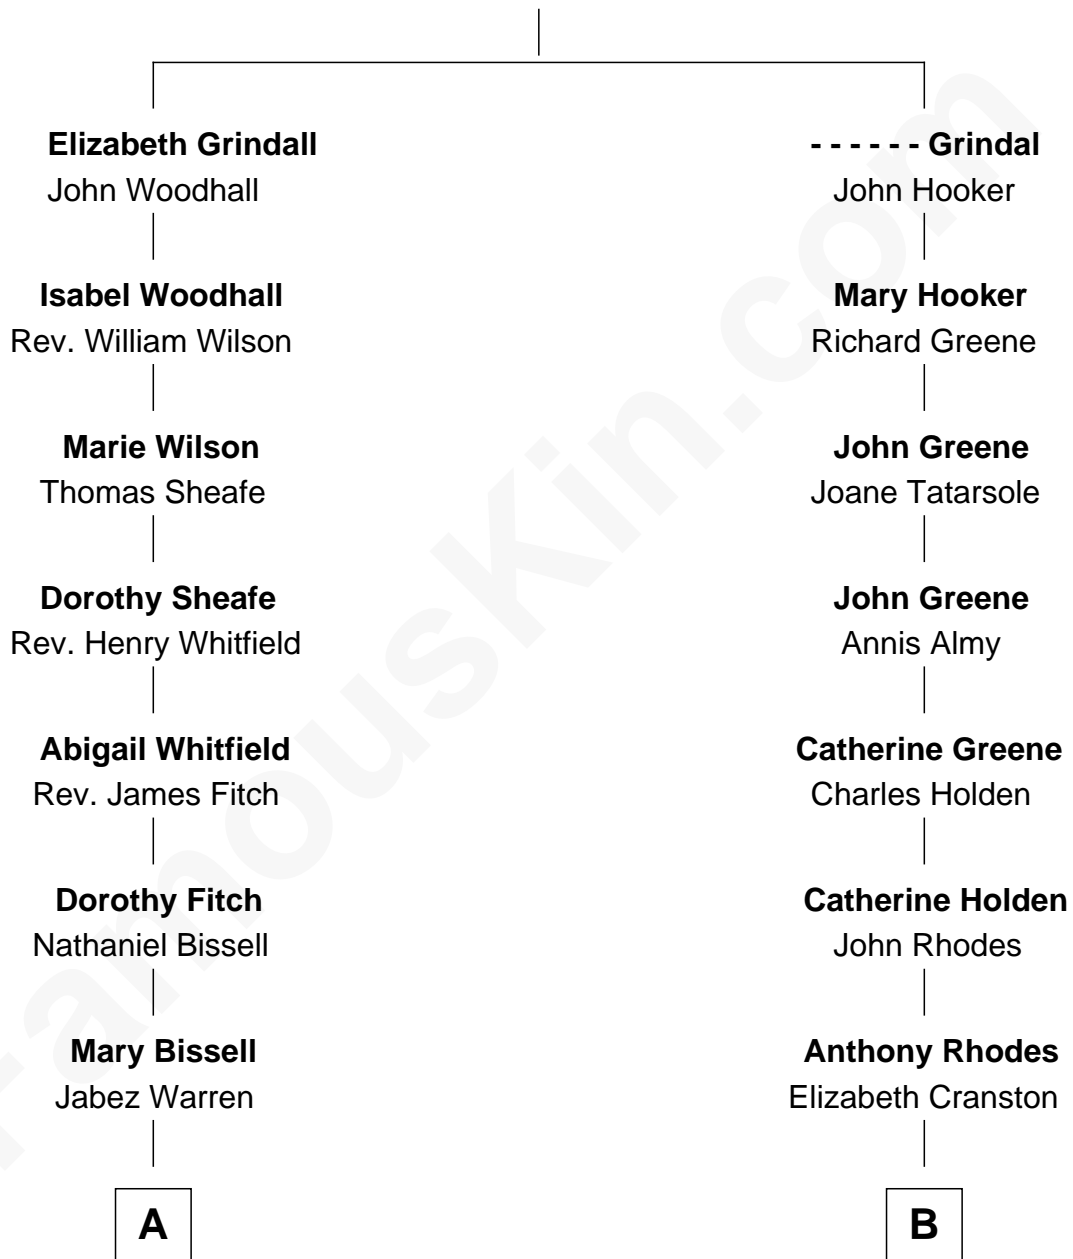 Elizabeth Grindall
John Woodhall
Isabel Woodhall
Rev. William Wilson
Marie Wilson
Thomas Sheafe
Dorothy Sheafe
Rev. Henry Whitfield
Abigail Whitfield
Rev. James Fitch
Dorothy Fitch
Nathaniel Bissell
Mary Bissell
Jabez Warren
A
- - - - - - Grindal
John Hooker
Mary Hooker
Richard Greene
John Greene
Joane Tatarsole
John Greene
Annis Almy
Catherine Greene
Charles Holden
Catherine Holden
John Rhodes
Anthony Rhodes
Elizabeth Cranston
B
FamousKin.com